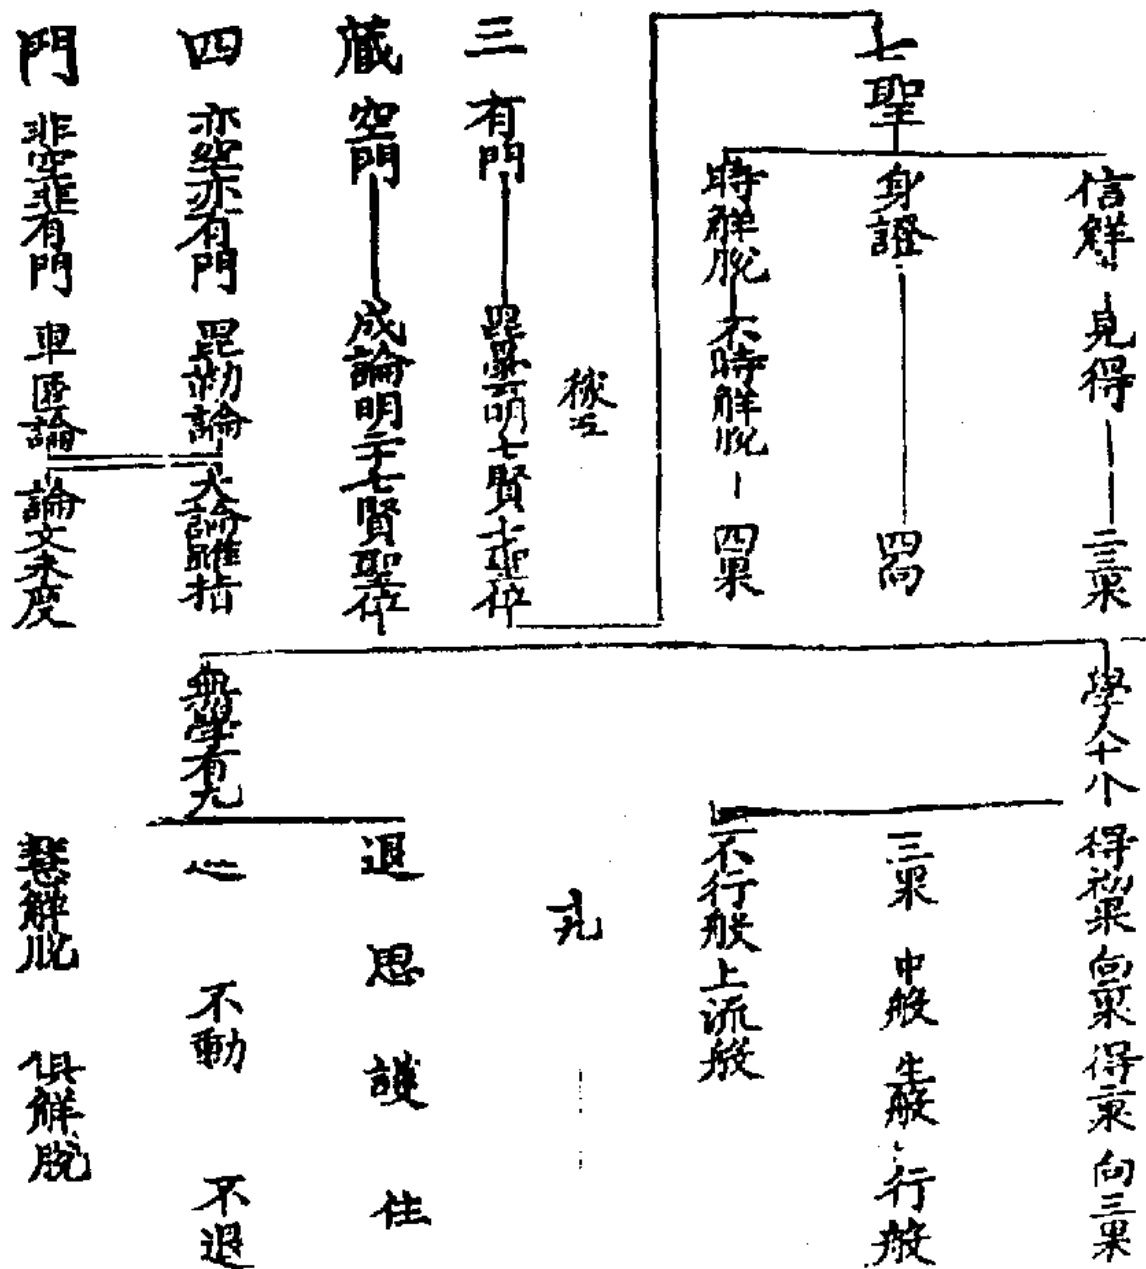 七聖
信解 見得 二三果
身證 四向
時解脫 不時解脫 四果
三 有門 毘曇明七賢七聖位
藏 空門 成論明二十七賢聖位
四 亦空亦有門 毘勒論 大論雖指
門 非空非有門 車匿論 論文未度
學人十八 得初果 向二果 得二果 向三果
三果 中般 生般 行般
不行般 上流般
無學有九
退 思 護 住
不動 不退
慧解脫 俱解脫